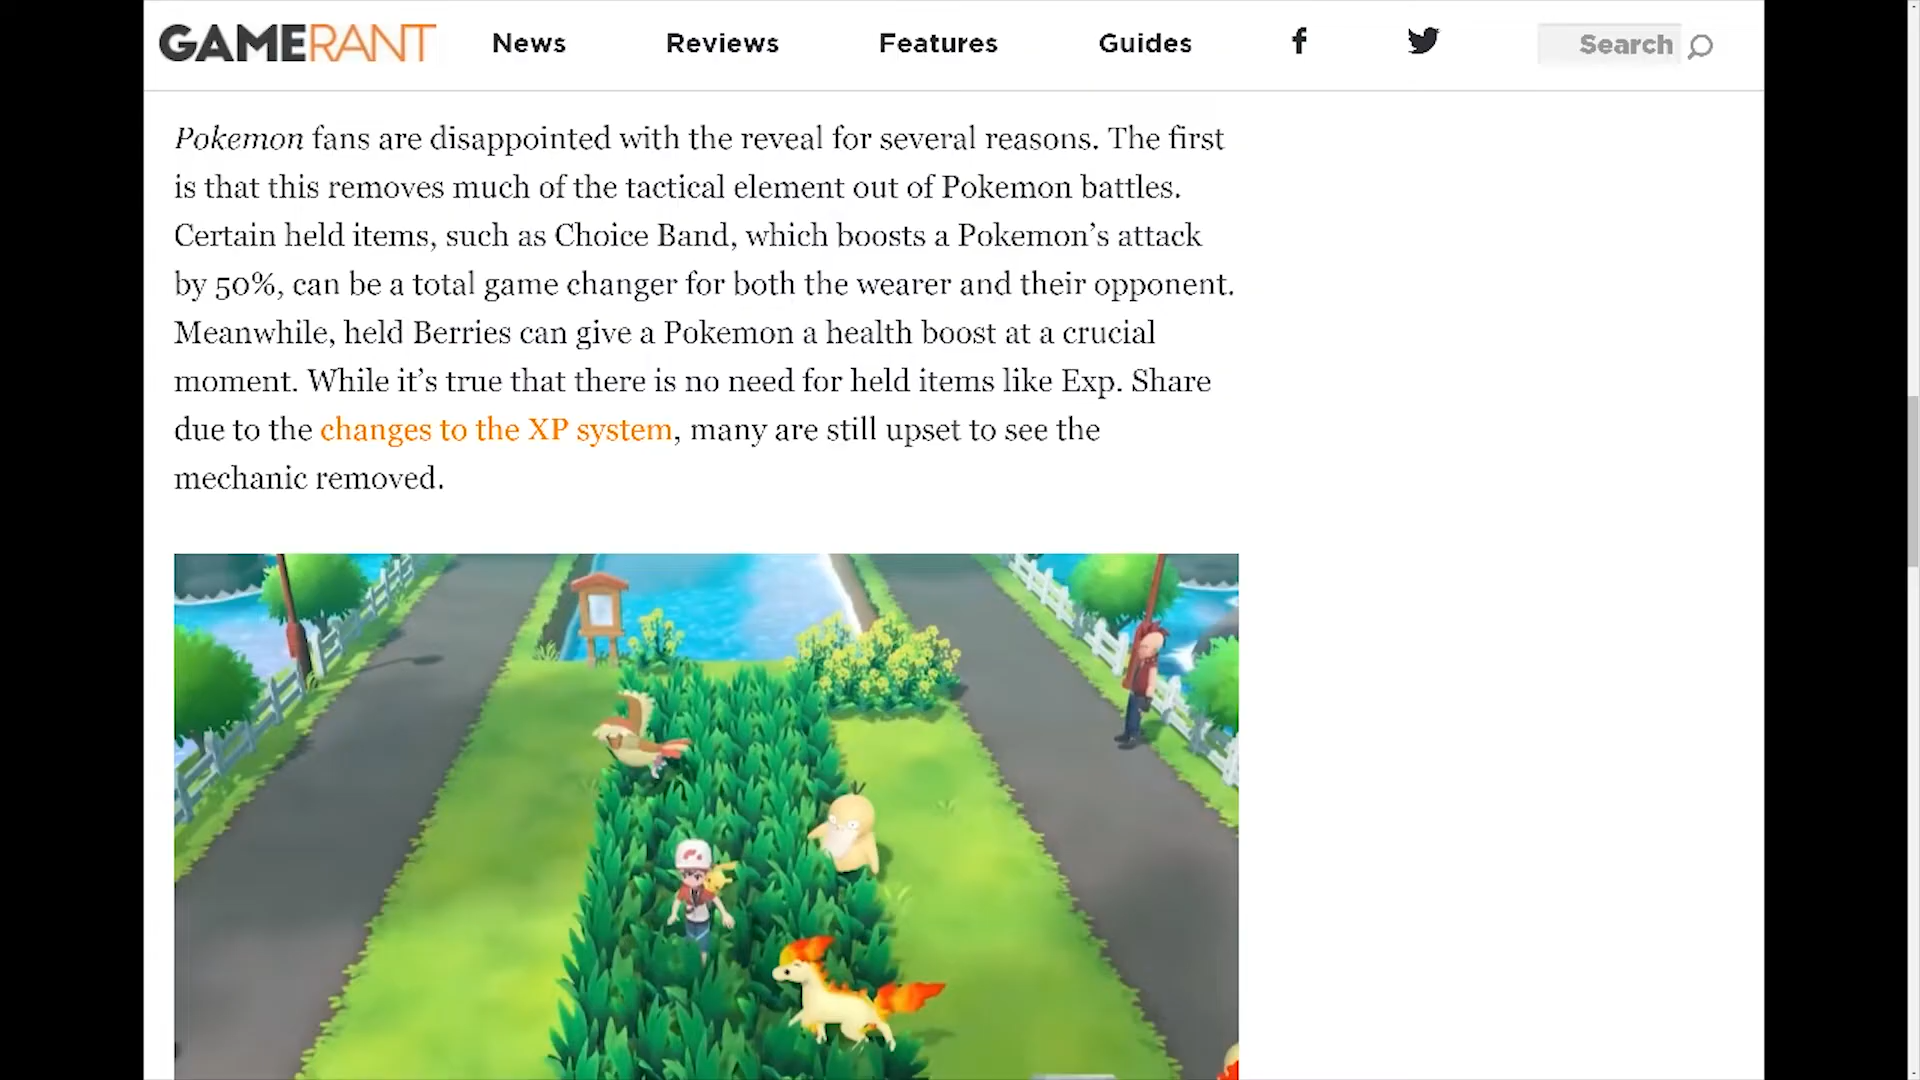 GAMERANT News Reviews Features Guides f Search
Pokemon fans are disappointed with the reveal for several reasons. The first
is that this removes much of the tactical element out of Pokemon battles.
Certain held items, such as Choice Band, which boosts a Pokemon’s attack
by 50%, can be a total game changer for both the wearer and their opponent.
Meanwhile, held Berries can give a Pokemon a health boost at a crucial
moment. While it’s true that there is no need for held items like Exp. Share
due to the changes to the XP system, many are still upset to see the
mechanic removed.